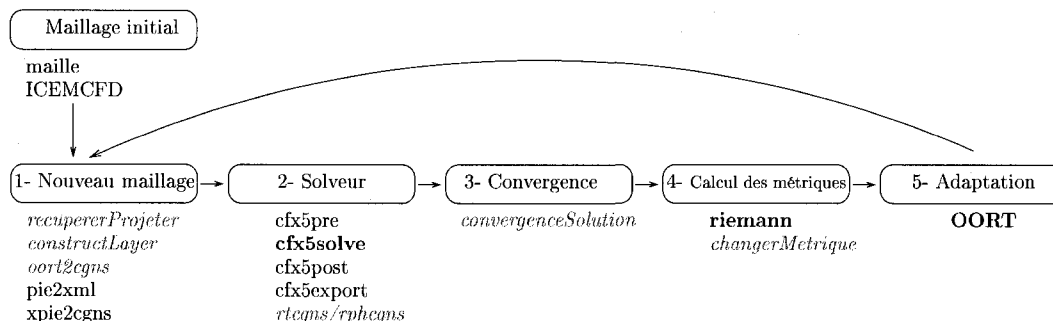 Maillage initial
maille
ICEMCFD
1- Nouveau maillage
recupererProjeter
constructLayer
oort2cgns
pie2xml
xpie2cgns
2- Solveur
cfx5pre
cfx5solve
cfx5post
cfx5export
rtcgns/rphcgns
3- Convergence
convergenceSolution
4- Calcul des métriques
riemann
changerMetrique
5- Adaptation
OORT